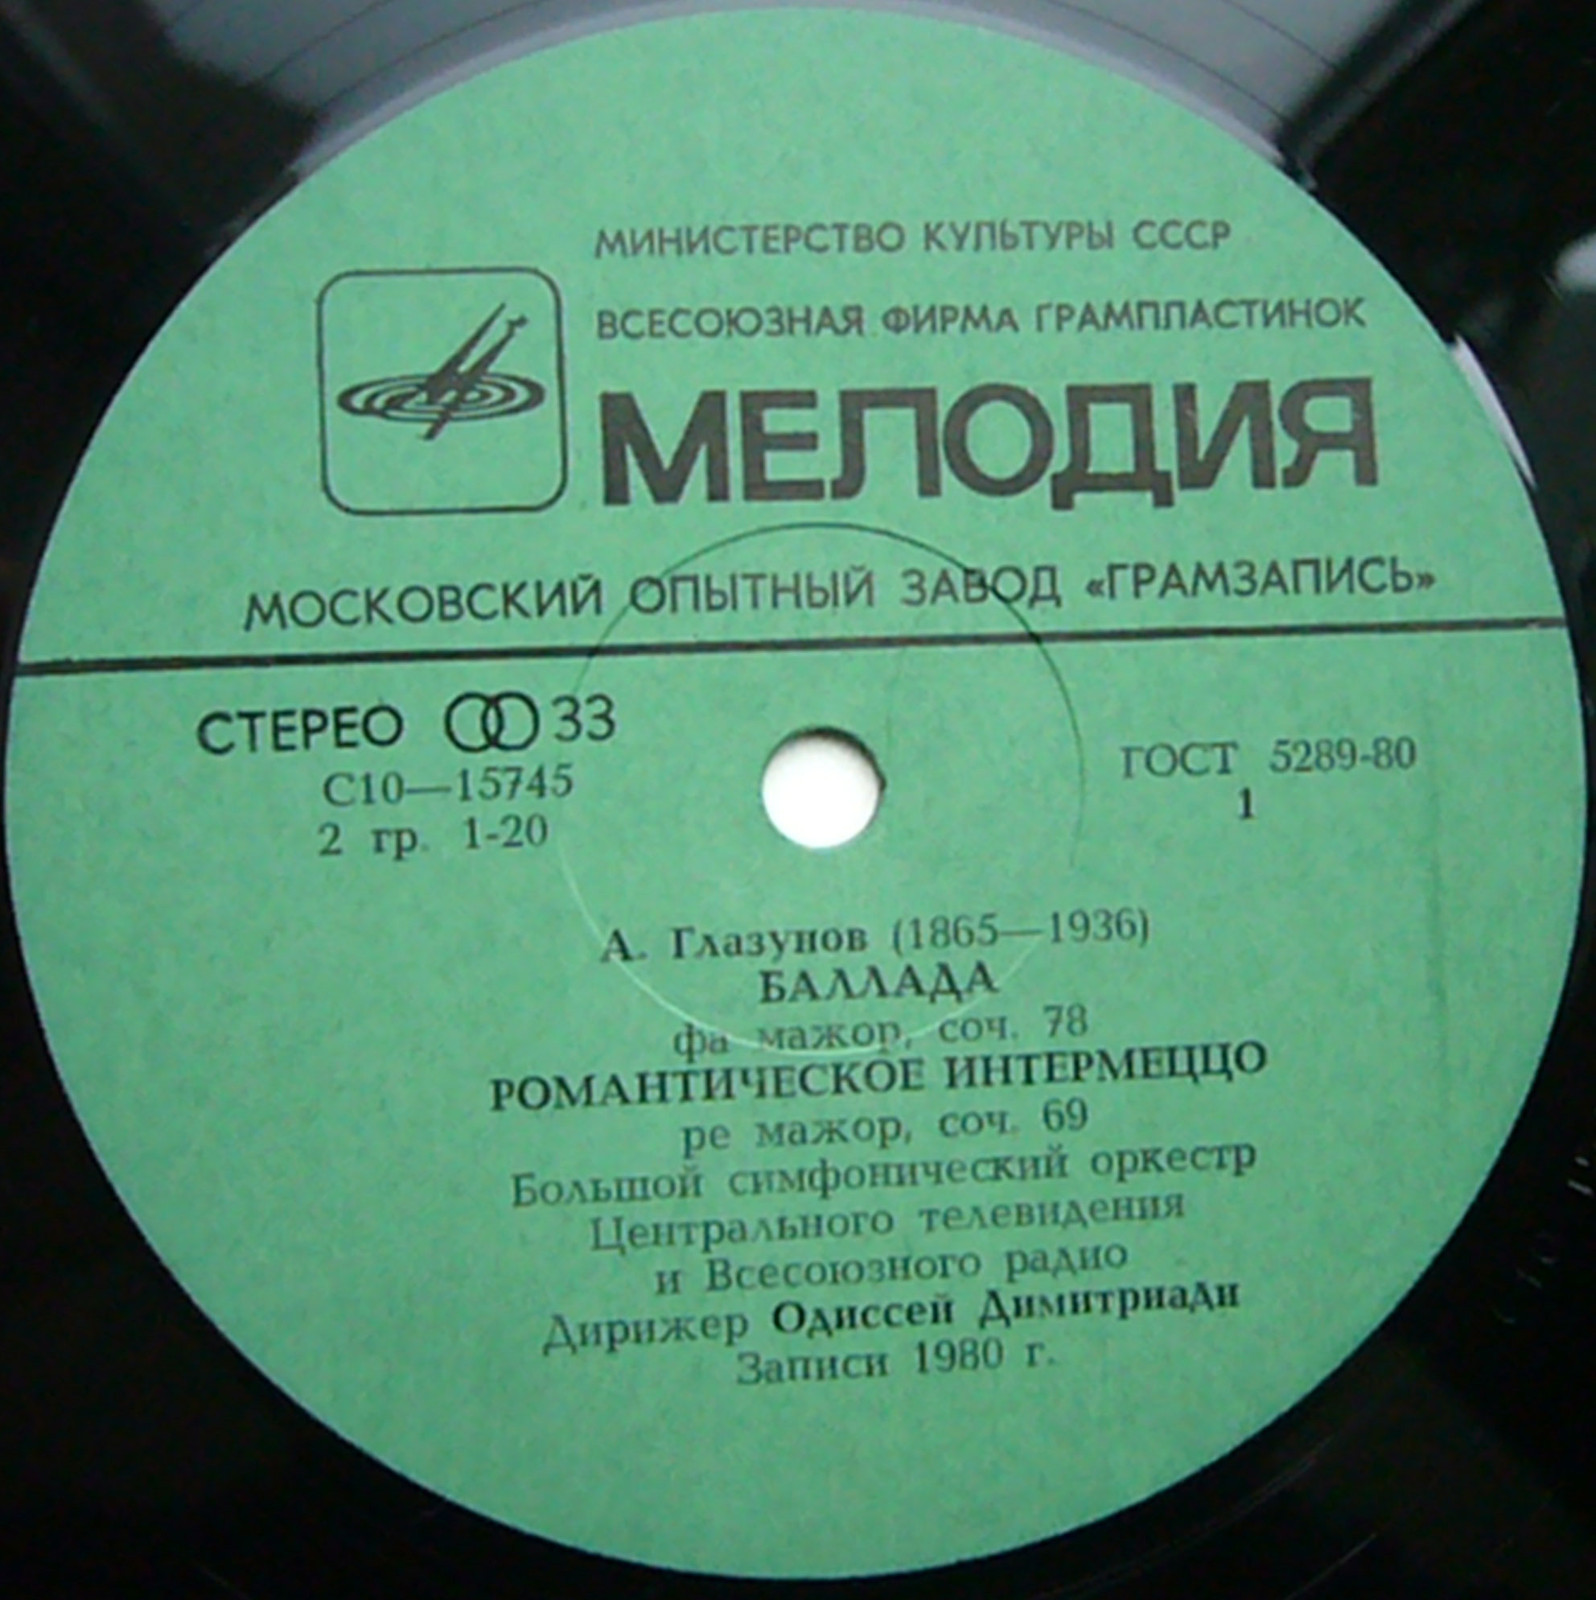 МИНИСТЕРСТВО КУЛЬТУРЫ СССР
ВСЕСОЮЗНАЯ ФИРМА ГРАМПЛАСТИНОК
МЕЛОДИЯ
МОСКОВСКИЙ ОПЫТНЫЙ ЗАВОД «ГРАМЗАПИСЬ»
СТЕРЕО 33
С10—15745
2 гр. 1-20
ГОСТ 5289-80
1
А. Глазунов (1865—1936)
БАЛЛАДА
фа мажор, соч. 78
РОМАНТИЧЕСКОЕ ИНТЕРМЕЦЦО
ре мажор, соч. 69
Большой симфонический оркестр
Центрального телевидения
и Всесоюзного радио
Дирижер Одиссей Димитриади
Записи 1980 г.